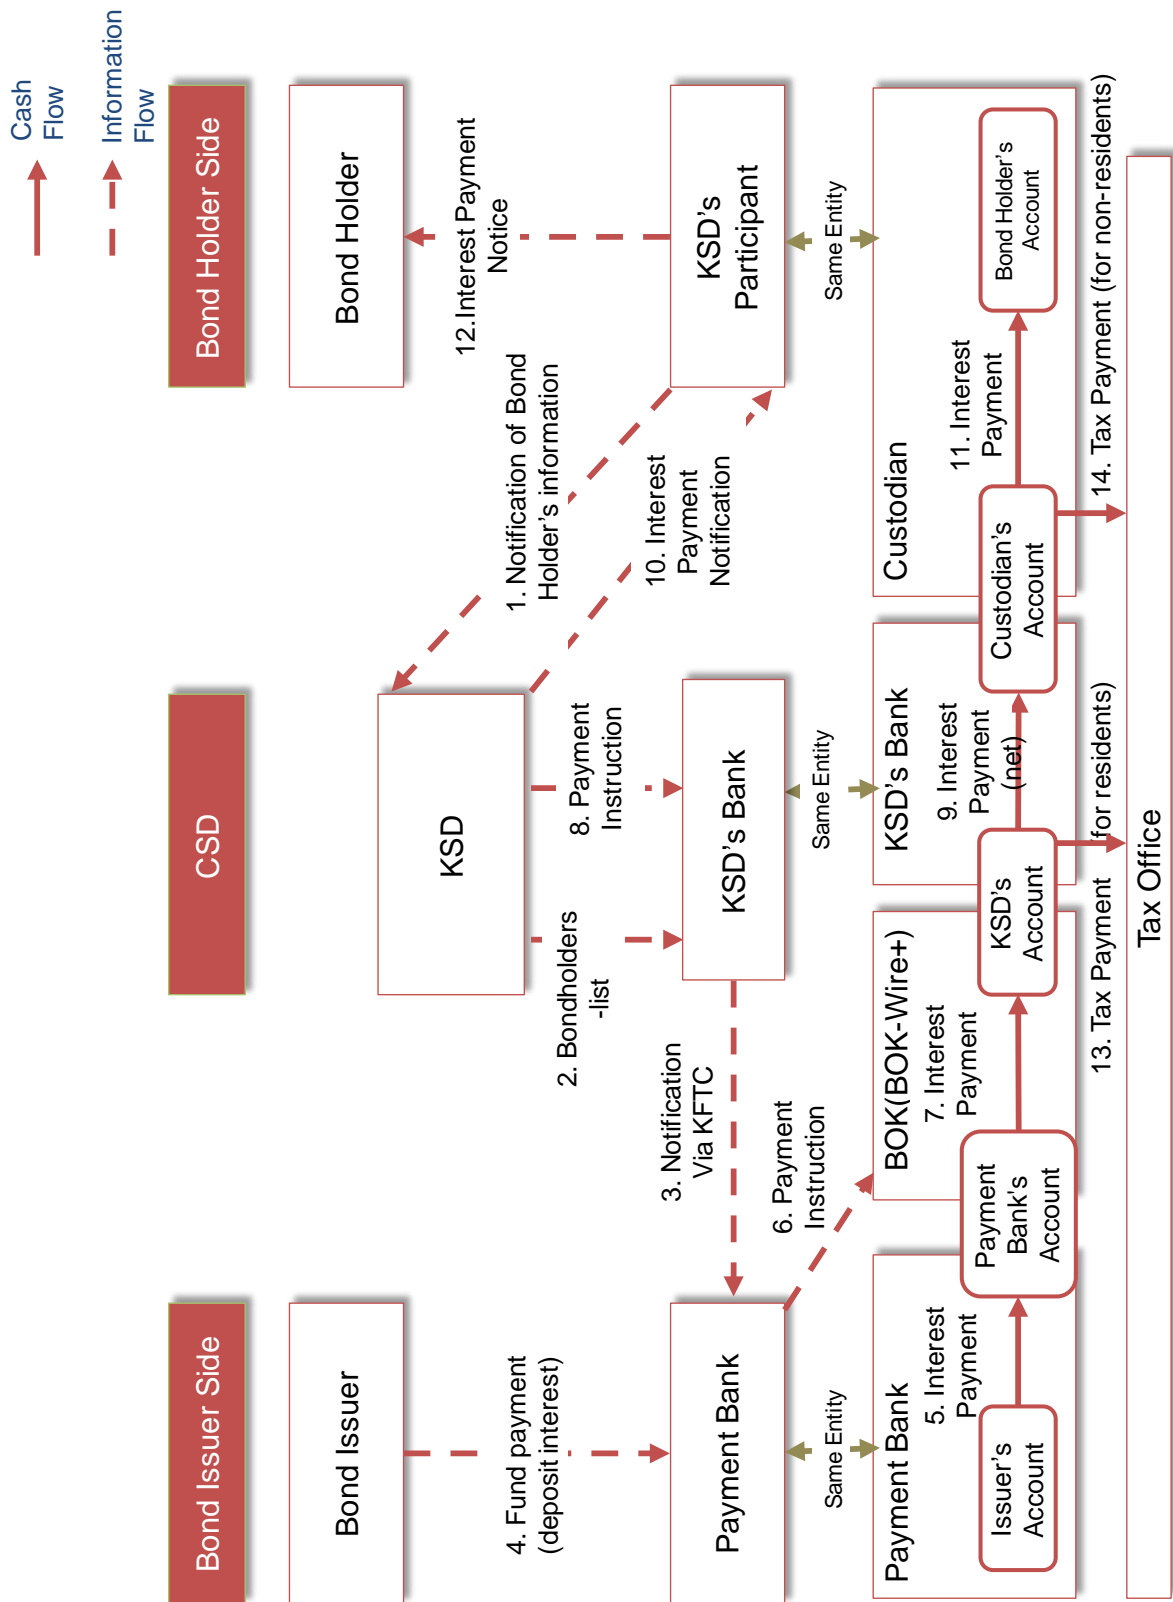 Cash
Flow
Information
Flow
Bond Issuer Side
CSD
Bond Holder Side
Bond Issuer
KSD
Bond Holder
4. Fund payment
(deposit interest)
2. Bondholders
-list
8. Payment
Instruction
1. Notification of Bond
Holder's information
10. Interest
Payment
Notification
12.Interest Payment
Notice
Payment Bank
3. Notification
Via KFTC
KSD's Bank
KSD's
Participant
6. Payment
Instruction
Same Entity
Same Entity
Same Entity
Payment Bank
BOK(BOK-Wire+)
KSD's Bank
Custodian
5. Interest
Payment
7. Interest
Payment
9. Interest
Payment
(net)
11. Interest
Payment
Issuer's
Account
Payment
Bank's
Account
KSD's
Account
Custodian's
Account
Bond Holder's
Account
13. Tax Payment (for residents)
14. Tax Payment (for non-residents)
Tax Office